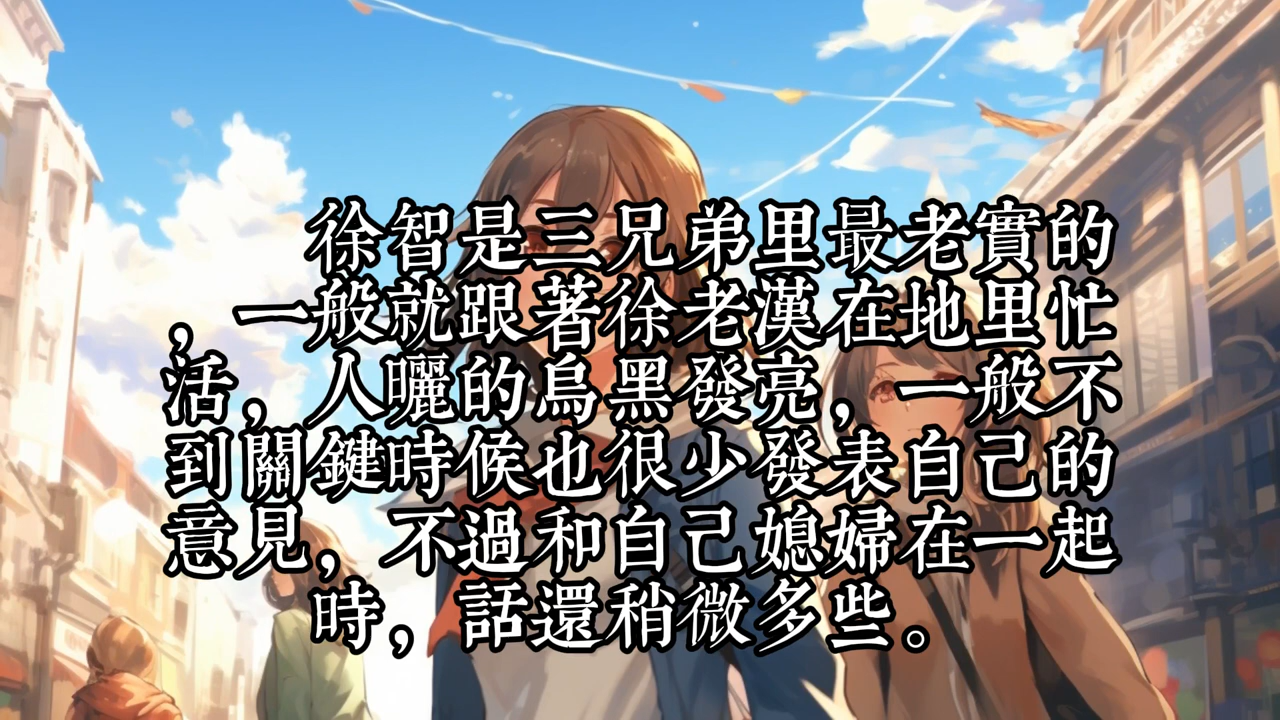 徐智是三兄弟里最老實的
，一般就跟著徐老漢在地里忙
活，人曬的烏黑發亮，一般不
到關鍵時候也很少發表自己的
意見，不過和自己媳婦在一起
時，話還稍微多些。